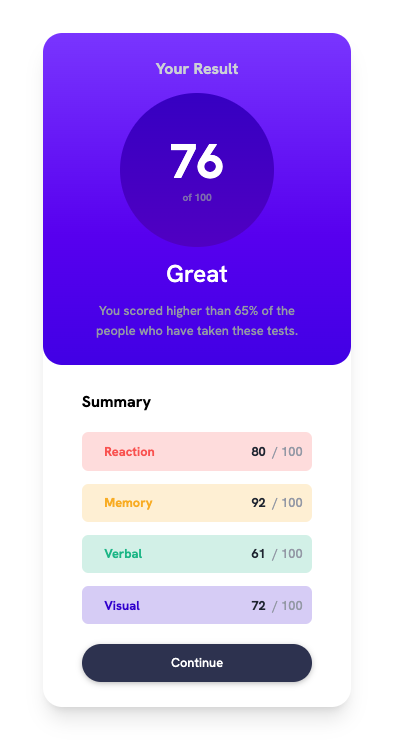 Your Result
76
of 100
Great
You scored higher than 65% of the
people who have taken these tests.
Summary
Reaction 80 / 100
Memory 92 / 100
Verbal 61 / 100
Visual 72 / 100
Continue